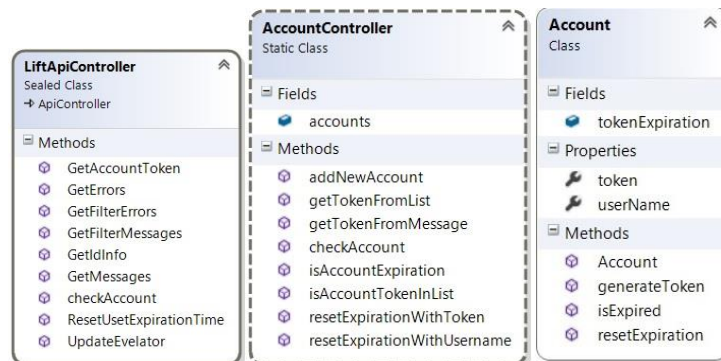 LiftApiController
Sealed Class
→ ApiController
Methods
GetAccountToken
GetErrors
GetFilterErrors
GetFilterMessages
GetIdInfo
GetMessages
checkAccount
ResetUsetExpirationTime
UpdateEvelator
AccountController
Static Class
Fields
accounts
Methods
addNewAccount
getTokenFromList
getTokenFromMessage
checkAccount
isAccountExpiration
isAccountTokenInList
resetExpirationWithToken
resetExpirationWithUsername
Account
Class
Fields
tokenExpiration
Properties
token
userName
Methods
Account
generateToken
isExpired
resetExpiration